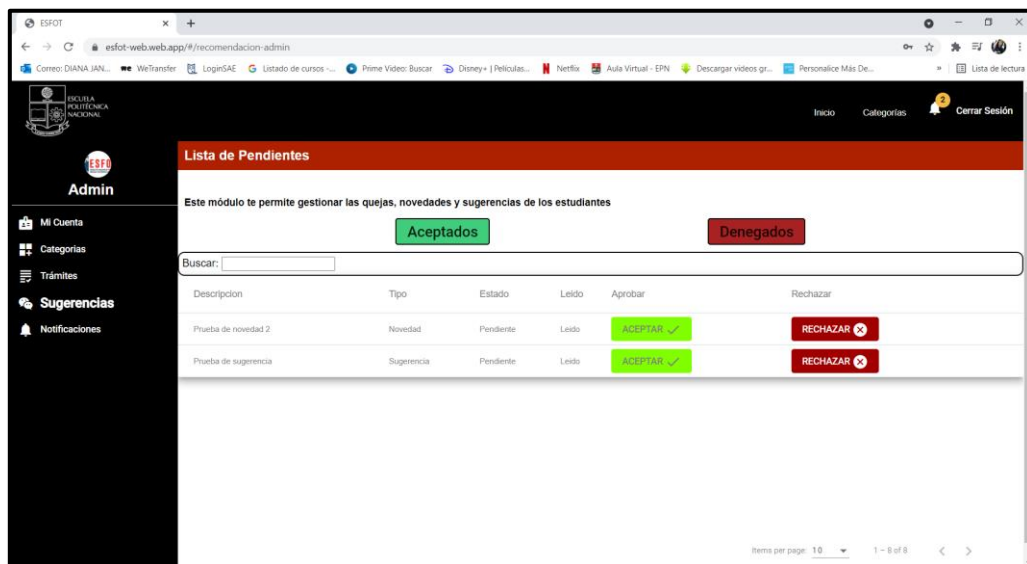 ESFOT
esfot-web.web.app/#/recomendacion-admin
Correo: DIANA JAN... we WeTransfer LoginSAE G Listado de cursos -... Prime Video: Buscar Disney+ | Películas... N Netflix Aula Virtual - EPN Descargar videos gr... Personalice Más De... » Lista de lectura
ESCUELA
POLITÉCNICA
NACIONAL
Inicio Categorías 2 Cerrar Sesión
ESFO
Admin
Mi Cuenta
Categorias
Trámites
Sugerencias
Notificaciones
Lista de Pendientes
Este módulo te permite gestionar las quejas, novedades y sugerencias de los estudiantes
Aceptados Denegados
Buscar:
Descripcion Tipo Estado Leido Aprobar Rechazar
Prueba de novedad 2 Novedad Pendiente Leido ACEPTAR RECHAZAR
Prueba de sugerencia Sugerencia Pendiente Leido ACEPTAR RECHAZAR
Items per page: 10 1 – 8 of 8